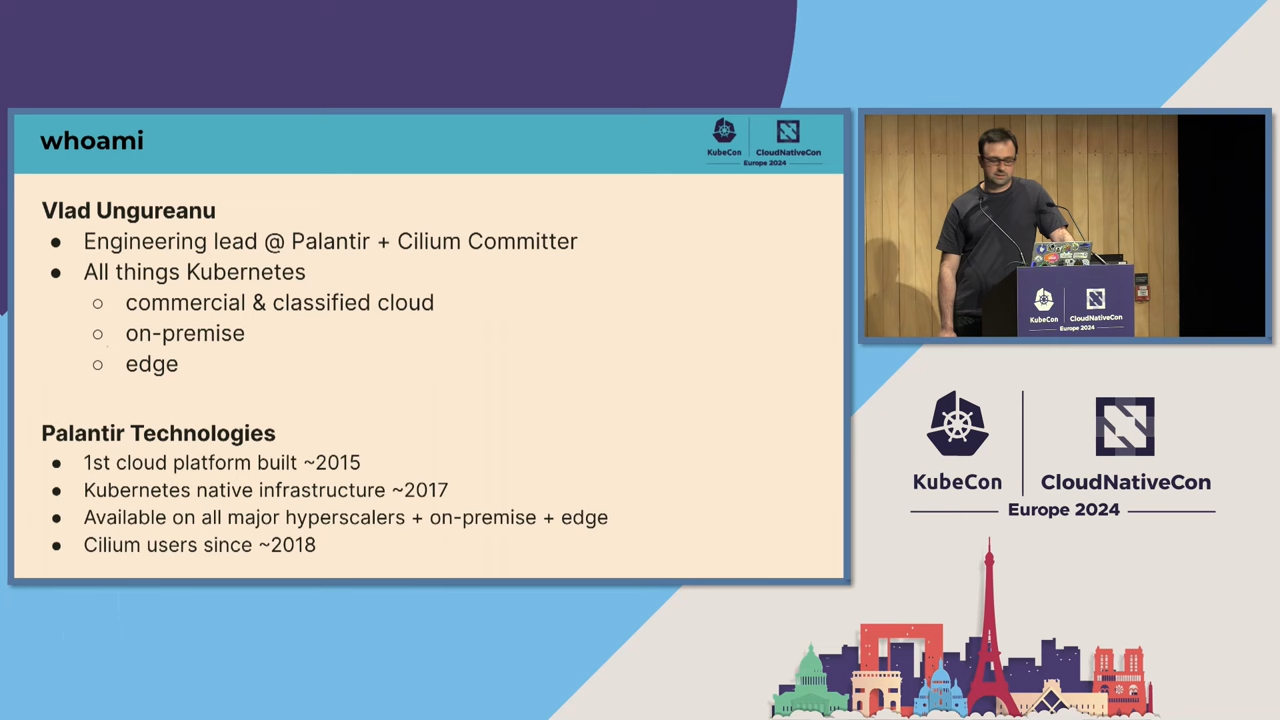 whoami
KubeCon
CloudNativeCon
Europe 2024
Vlad Ungureanu
● Engineering lead @ Palantir + Cilium Committer
● All things Kubernetes
○ commercial & classified cloud
○ on-premise
○ edge
Palantir Technologies
● 1st cloud platform built ~2015
● Kubernetes native infrastructure ~2017
● Available on all major hyperscalers + on-premise + edge
● Cilium users since ~2018
KubeCon
CloudNativeCon
Europe 2024
KubeCon
CloudNativeCon
Europe 2024